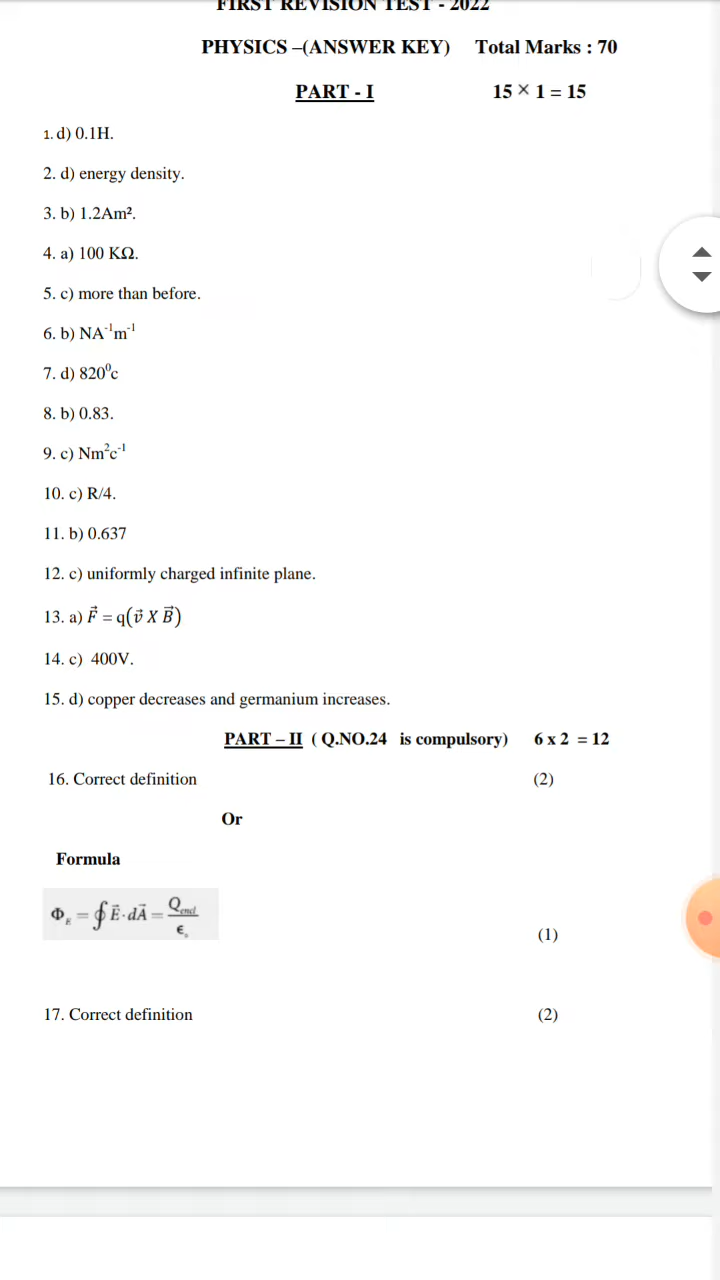 FIRST REVISION TEST - 2022
PHYSICS –(ANSWER KEY) Total Marks : 70
PART - I 15 × 1 = 15
1. d) 0.1H.
2. d) energy density.
3. b) 1.2Am².
4. a) 100 KΩ.
5. c) more than before.
6. b) NA⁻¹m⁻¹
7. d) 820⁰c
8. b) 0.83.
9. c) Nm²c⁻¹
10. c) R/4.
11. b) 0.637
12. c) uniformly charged infinite plane.
13. a) F⃗ = q(v⃗ X B⃗)
14. c) 400V.
15. d) copper decreases and germanium increases.
PART – II ( Q.NO.24 is compulsory) 6 x 2 = 12
16. Correct definition (2)
Or
Formula
Φ_E = ∮ E⃗·dA⃗ = Q_encl / ϵ₀
(1)
17. Correct definition (2)